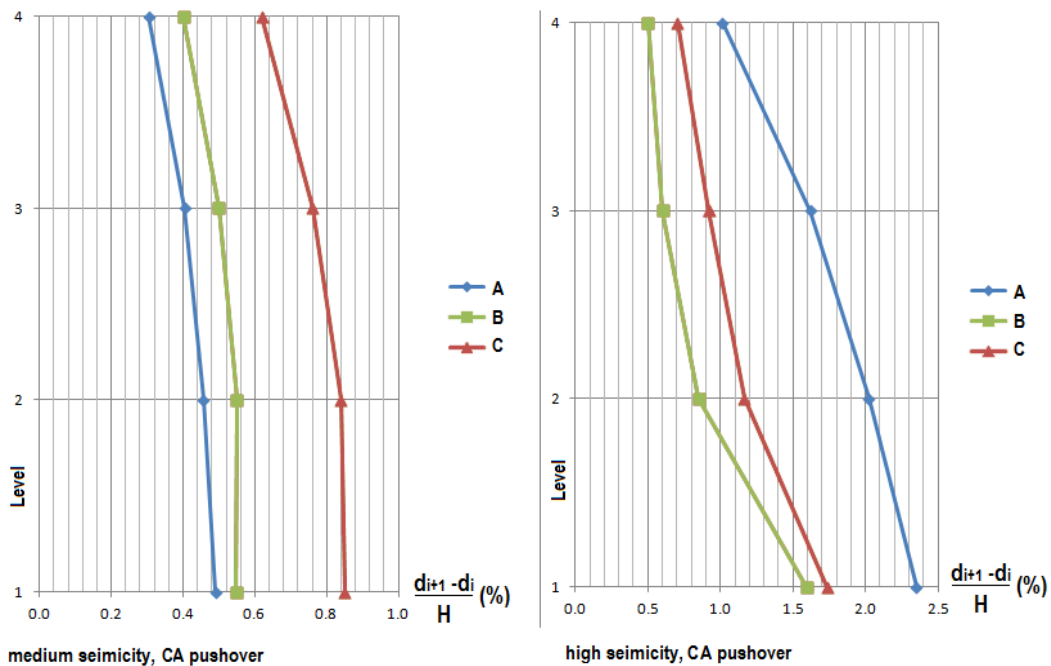 4
3
2
1
Level
0.0 0.2 0.4 0.6 0.8 1.0
A
B
C
di+1 -di (%)
H
medium seimicity, CA pushover
4
3
2
1
Level
0.0 0.5 1.0 1.5 2.0 2.5
A
B
C
di+1 -di (%)
H
high seimicity, CA pushover